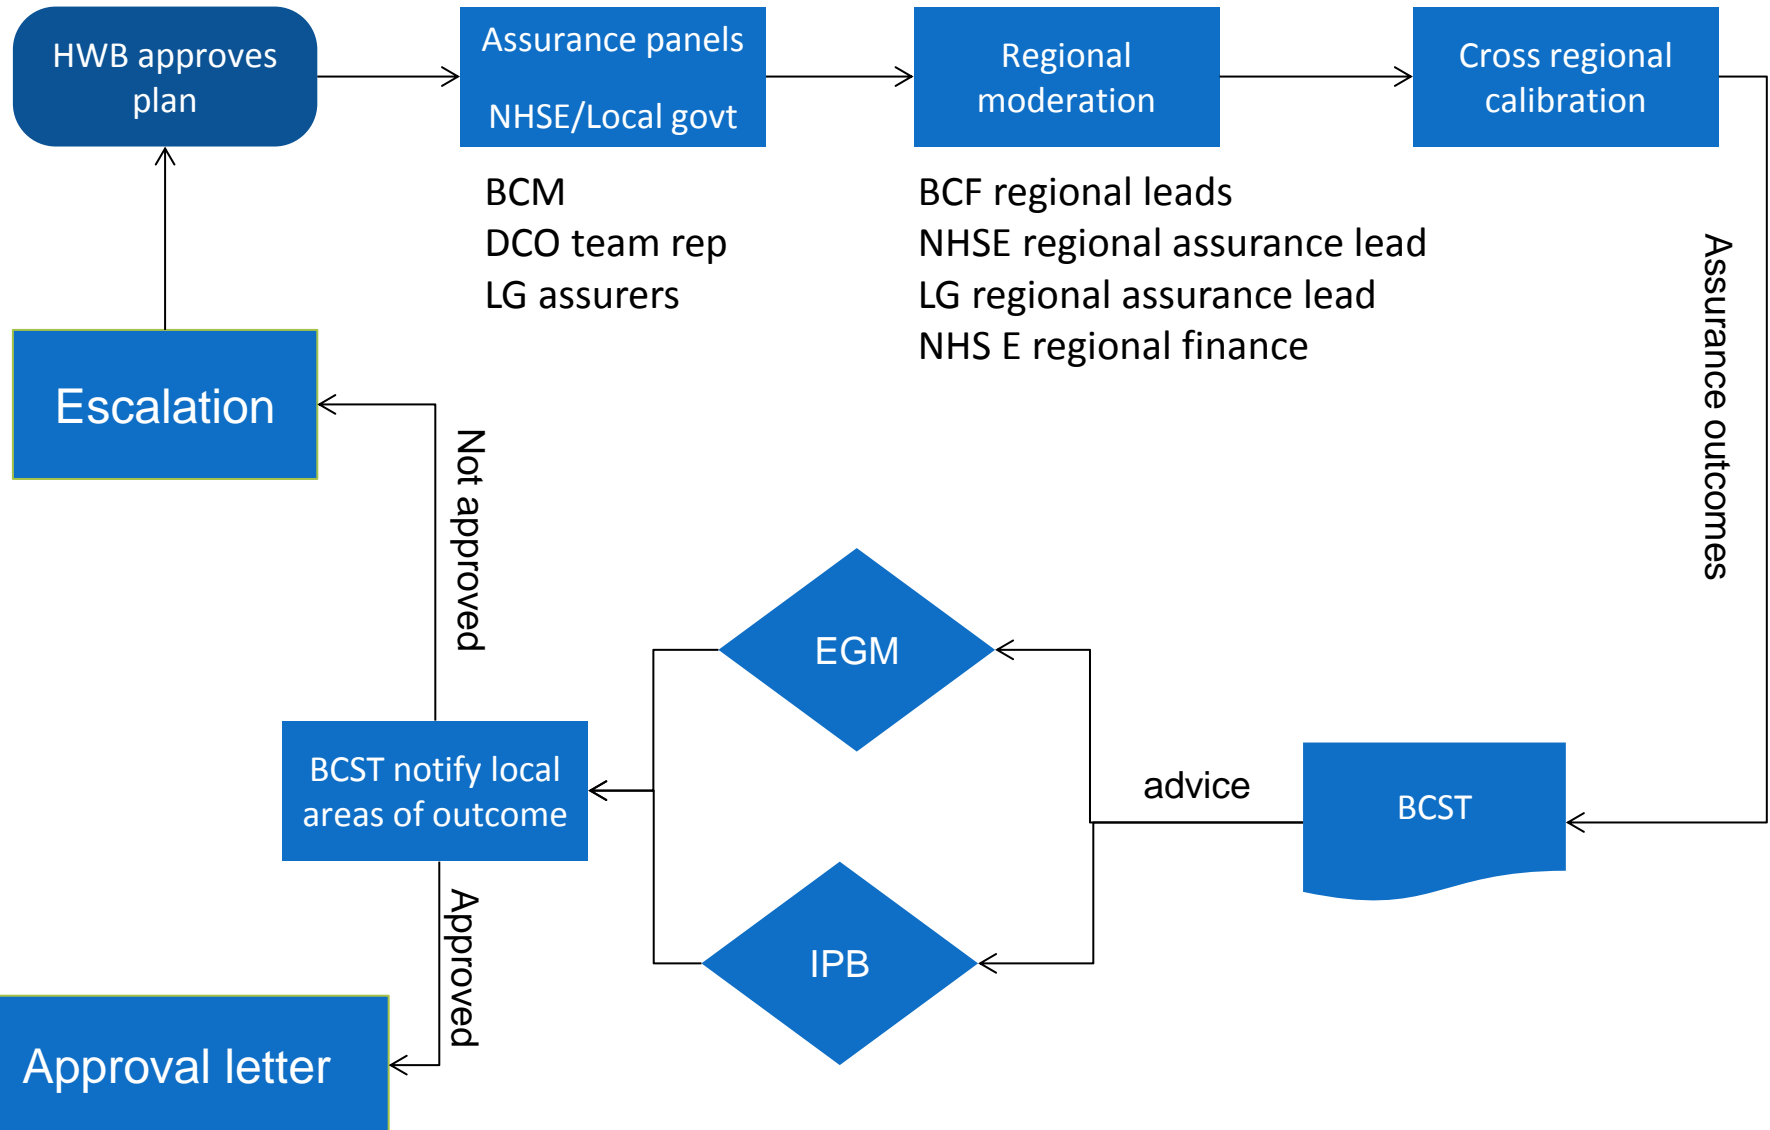 HWB approves
plan
Assurance panels
NHSE/Local govt
Regional
moderation
Cross regional
calibration
BCM
DCO team rep
LG assurers
BCF regional leads
NHSE regional assurance lead
LG regional assurance lead
NHS E regional finance
Assurance outcomes
Escalation
Not approved
EGM
BCST notify local
areas of outcome
advice
BCST
IPB
Approved
Approval letter